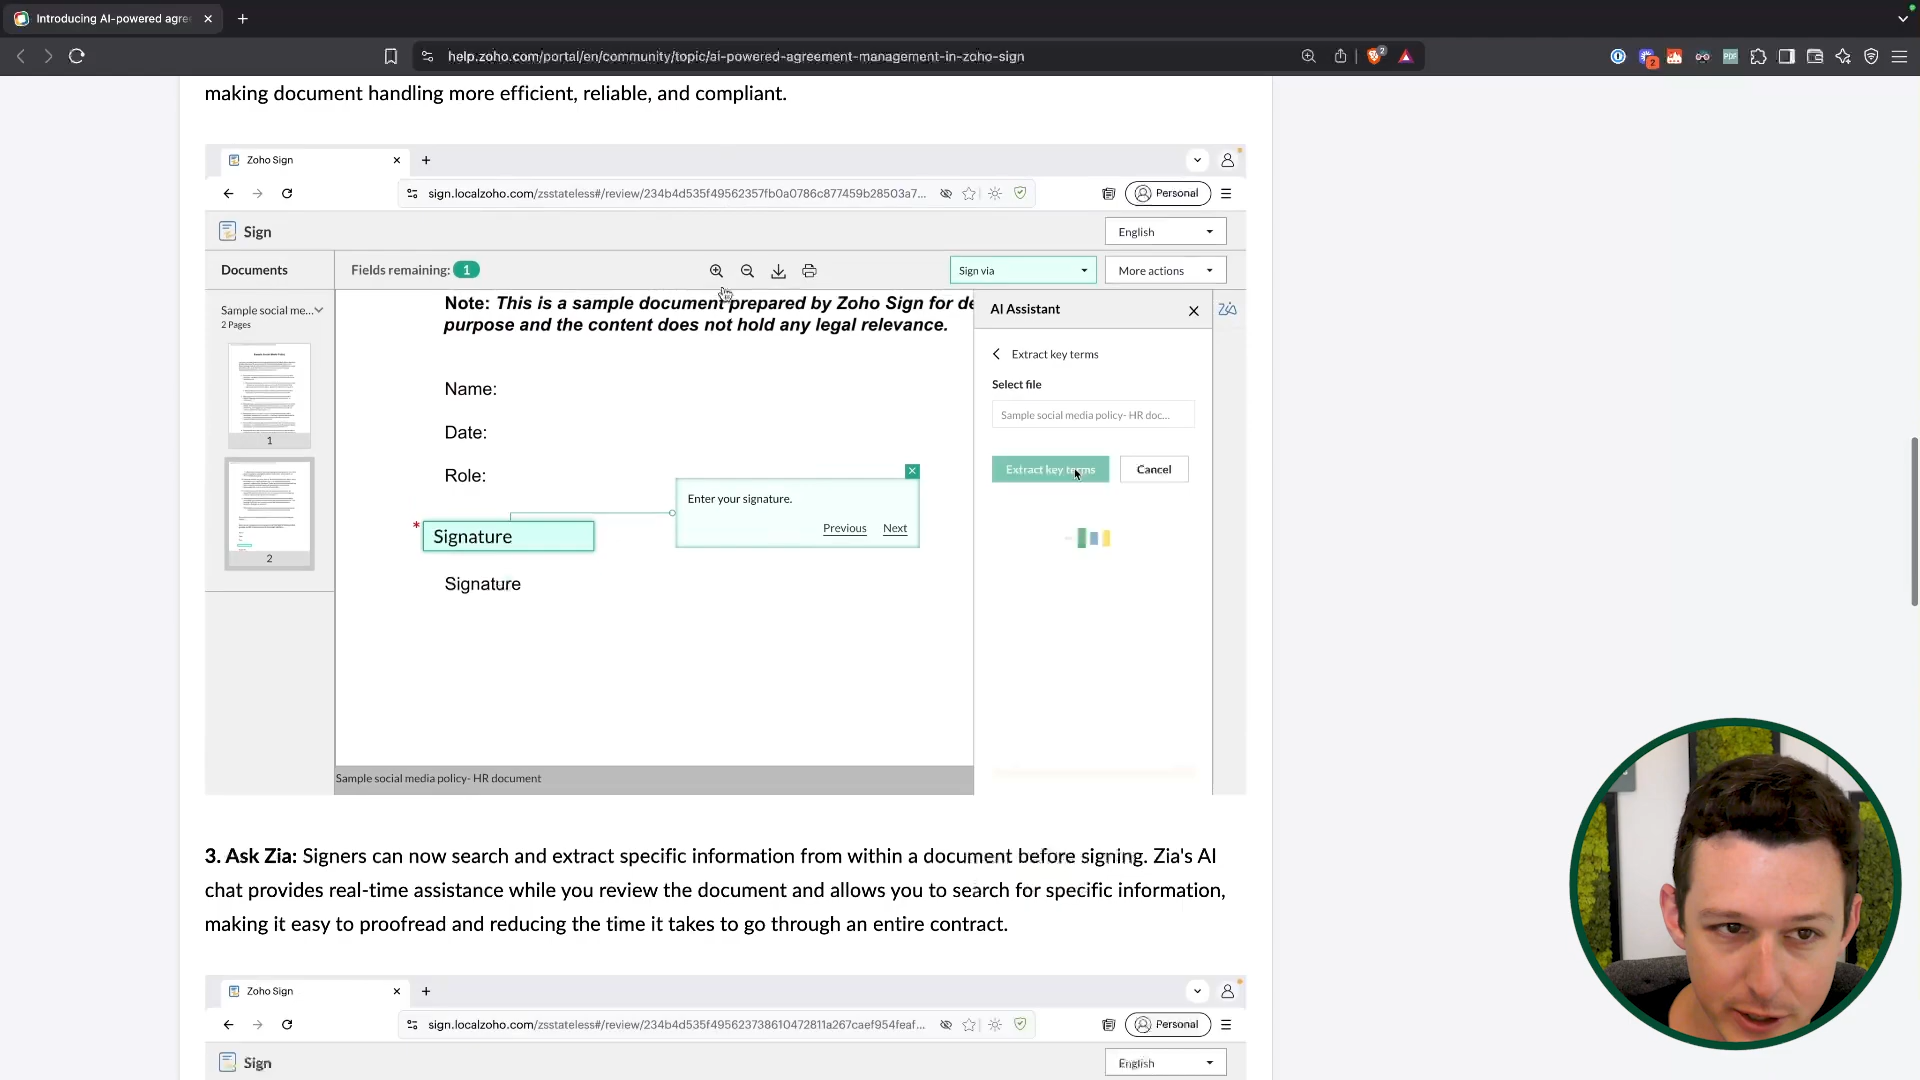 Introducing AI-powered agre
help.zoho.com/portal/en/community/topic/ai-powered-agreement-management-in-zoho-sign
2
2
PDF
making document handling more efficient, reliable, and compliant.
Zoho Sign
sign.localzoho.com/zsstateless#/review/234b4d535f49562357fb0a0786c877459b28503a7...
Personal
Sign
English
Documents
Fields remaining: 1
Sign via
More actions
Sample social me...
2 Pages
1
2
Note: This is a sample document prepared by Zoho Sign for de
purpose and the content does not hold any legal relevance.
Name:
Date:
Role:
* Signature
Enter your signature.
Previous Next
Signature
Sample social media policy- HR document
AI Assistant
Zia
Extract key terms
Select file
Sample social media policy- HR doc...
Extract key terms
Cancel
3. Ask Zia: Signers can now search and extract specific information from within a document before signing. Zia's AI
chat provides real-time assistance while you review the document and allows you to search for specific information,
making it easy to proofread and reducing the time it takes to go through an entire contract.
Zoho Sign
sign.localzoho.com/zsstateless#/review/234b4d535f495623738610472811a267caef954feaf...
Personal
Sign
English